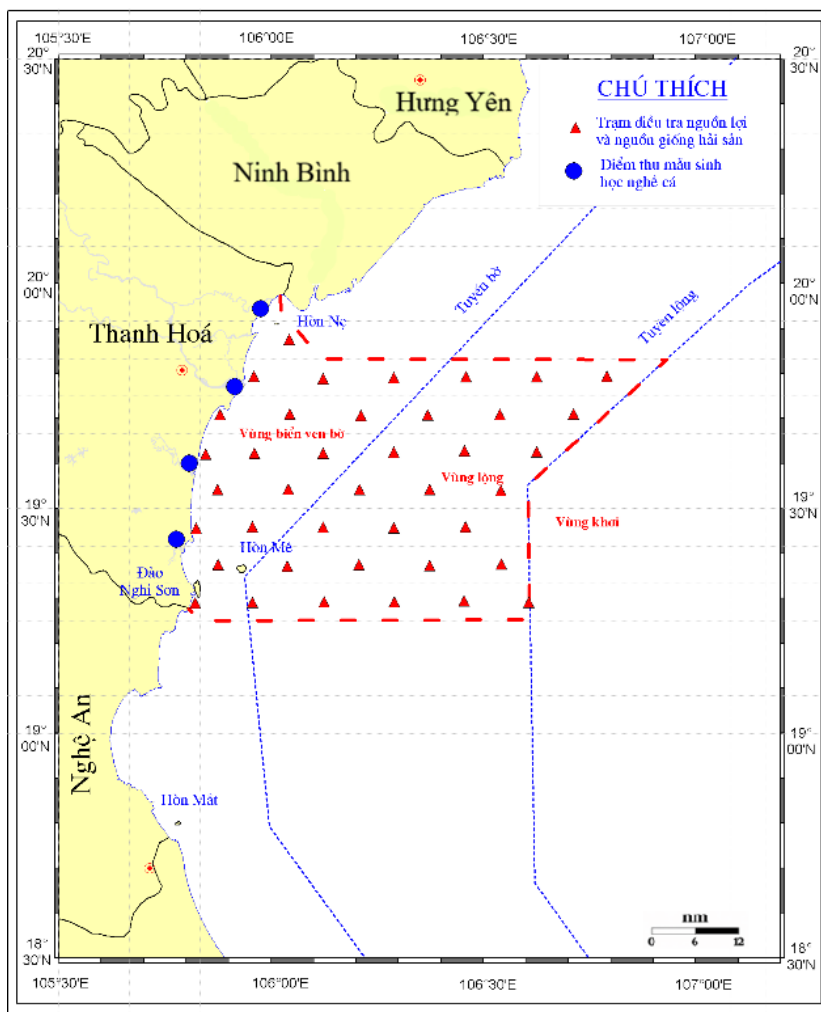 105°30'E
106°00'E
106°30'E
107°00'E
20°
30'N
20°
30'N
CHÚ THÍCH
Trạm điều tra nguồn lợi
và nguồn giống hải sản
Điểm thu mẫu sinh
học nghề cá
Hưng Yên
Ninh Bình
20°
00'N
20°
00'N
Tuyến bờ
Tuyến lộng
Hòn Nẹ
Thanh Hoá
Vùng biển ven bờ
Vùng lộng
19°
30'N
19°
30'N
Vùng khơi
Hòn Mê
Đảo
Nghi Sơn
19°
00'N
19°
00'N
Nghệ An
Hòn Mát
nm
0 6 12
18°
30'N
18°
30'N
105°30'E
106°00'E
106°30'E
107°00'E